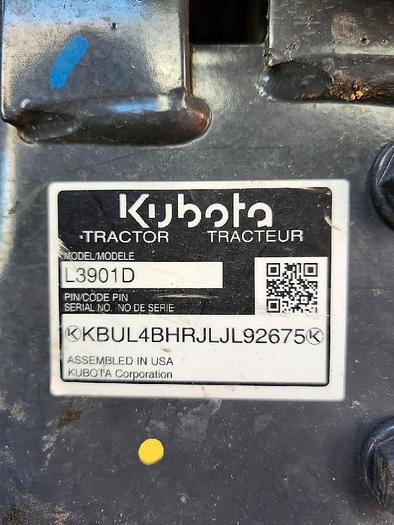 Kubota
TRACTOR TRACTEUR
MODEL/MODELE
L3901D
PIN/CODE PIN
SERIAL NO. /NO DE SERIE
KKBUL4BHRJLJL92675K
ASSEMBLED IN USA
KUBOTA Corporation